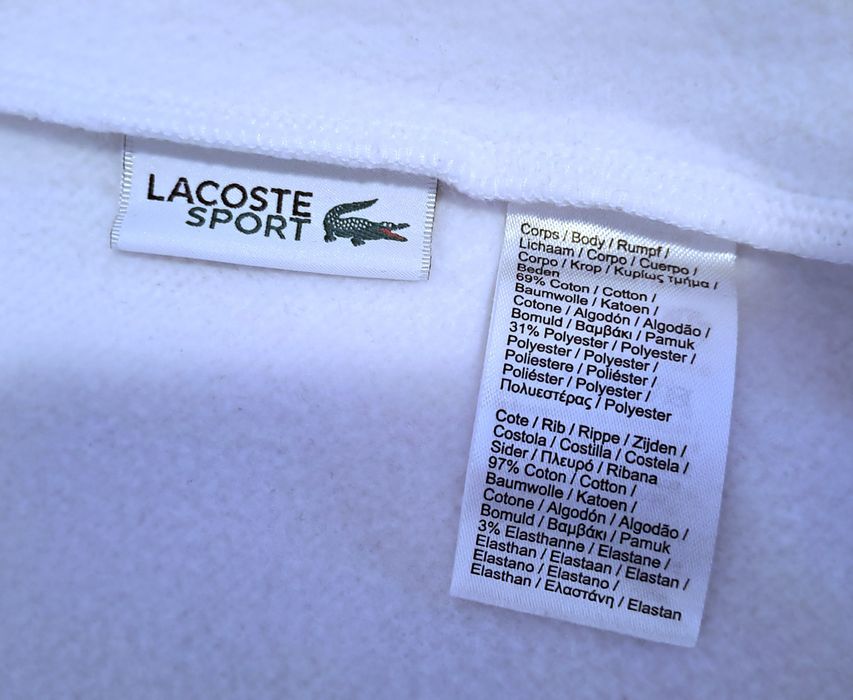 LACOSTE
SPORT
Corps / Body / Rumpf /
Lichaam / Corpo / Cuerpo /
Corpo / Krop / Κυρίως τμήμα /
Beden
69% Coton / Cotton /
Baumwolle / Katoen /
Cotone / Algodón / Algodão /
Bomuld / Βαμβάκι / Pamuk
31% Polyester / Polyester /
Polyester / Polyester /
Poliestere / Poliéster /
Poliéster / Polyester /
Πολυεστέρας / Polyester
Cote / Rib / Rippe / Zijden /
Costola / Costilla / Costela /
Sider / Πλευρό / Ribana
97% Coton / Cotton /
Baumwolle / Katoen /
Cotone / Algodón / Algodão /
Bomuld / Βαμβάκι / Pamuk
3% Elasthanne / Elastane /
Elasthan / Elastaan / Elastan /
Elastano / Elastano /
Elasthan / Ελαστάνη / Elastan